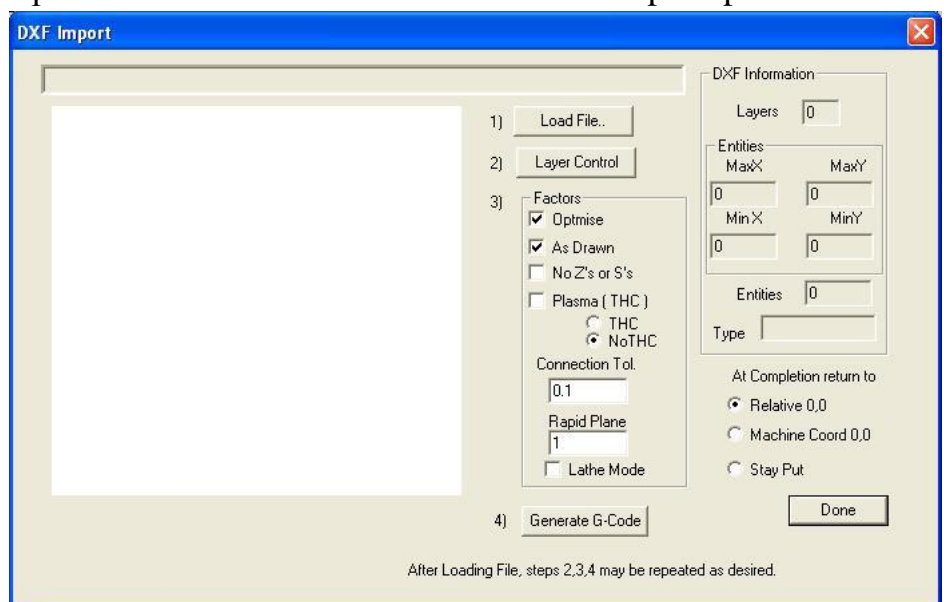 DXF Import
DXF Information
Layers 0
1) Load File..
Entities
MaxX MaxY
0 0
Min X MinY
0 0
2) Layer Control
3) Factors
Optmise
As Drawn
No Z's or S's
Plasma ( THC )
THC
NoTHC
Entities 0
Type
Connection Tol.
0.1
At Completion return to
Relative 0,0
Rapid Plane
1
Machine Coord 0,0
Lathe Mode
Stay Put
Done
4) Generate G-Code
After Loading File, steps 2,3,4 may be repeated as desired.